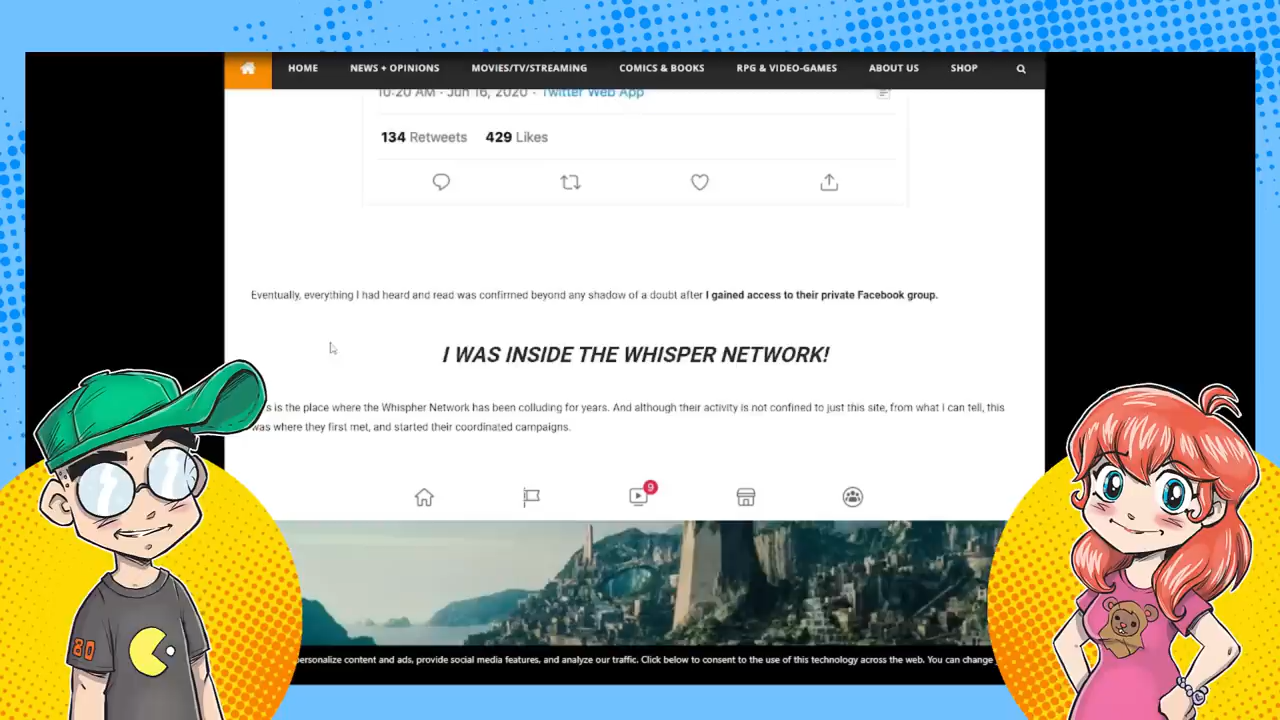 HOME NEWS + OPINIONS MOVIES/TV/STREAMING COMICS & BOOKS RPG & VIDEO-GAMES ABOUT US SHOP
10:20 AM · Jun 16, 2020 · Twitter Web App
134 Retweets 429 Likes
Eventually, everything I had heard and read was confirmed beyond any shadow of a doubt after I gained access to their private Facebook group.
I WAS INSIDE THE WHISPER NETWORK!
s is the place where the Whispher Network has been colluding for years. And although their activity is not confined to just this site, from what I can tell, this
was where they first met, and started their coordinated campaigns.
9
80
personalize content and ads, provide social media features, and analyze our traffic. Click below to consent to the use of this technology across the web. You can change